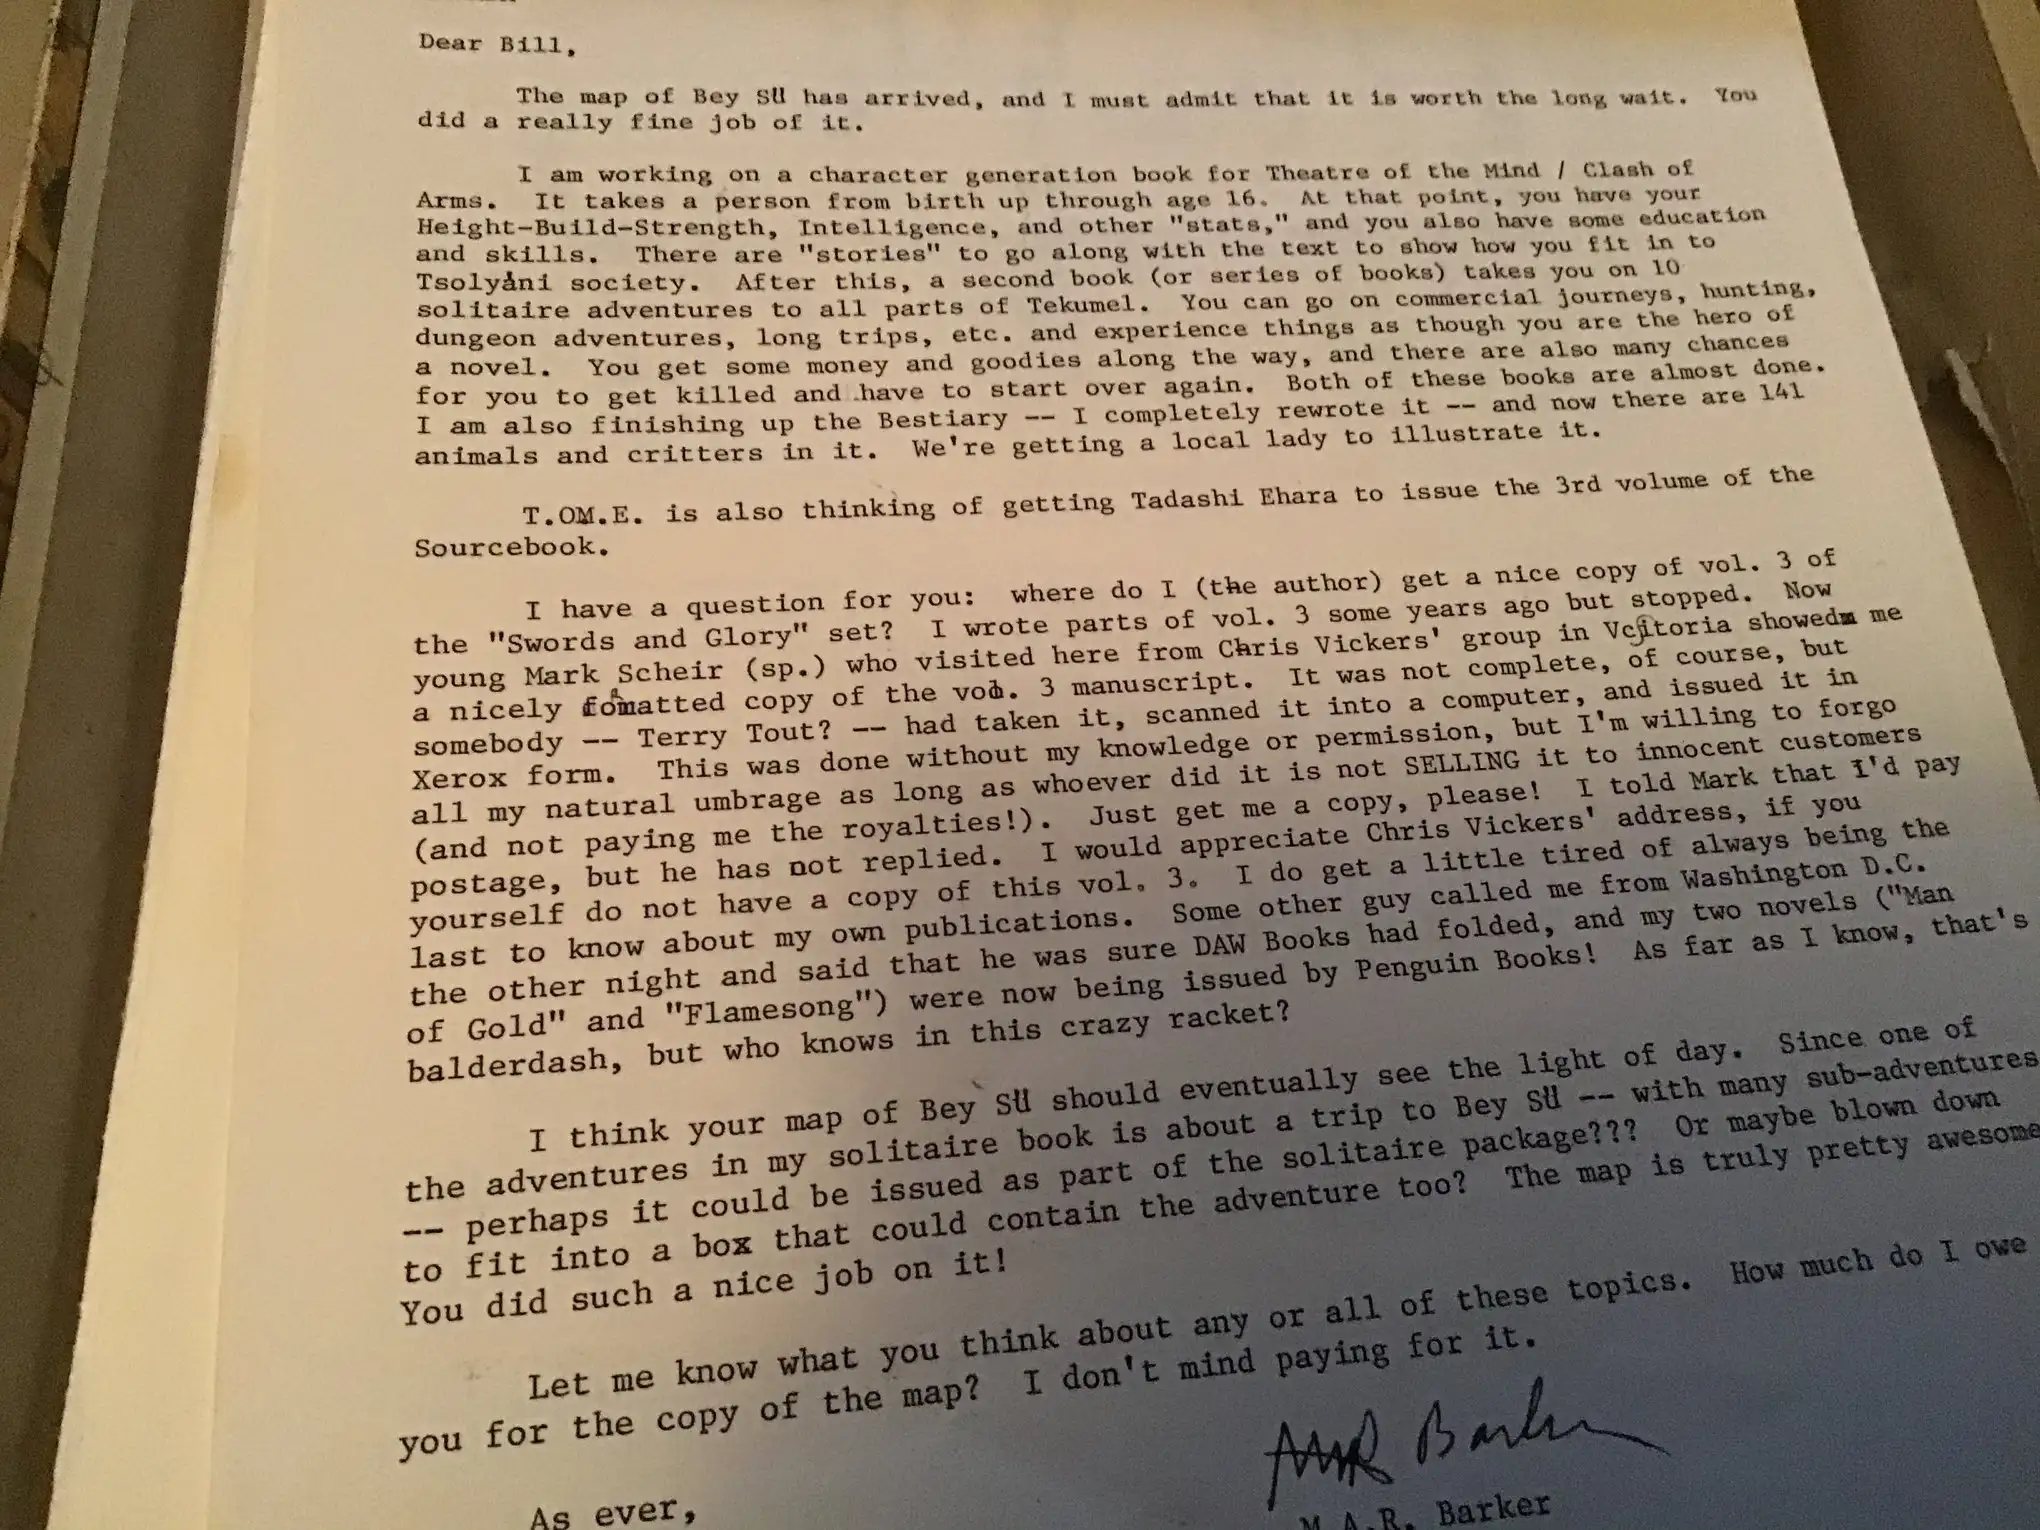 Dear Bill,
The map of Bey Sü has arrived, and I must admit that it is worth the long wait. You
did a really fine job of it.
I am working on a character generation book for Theatre of the Mind / Clash of
Arms. It takes a person from birth up through age 16. At that point, you have your
Height-Build-Strength, Intelligence, and other "stats," and you also have some education
and skills. There are "stories" to go along with the text to show how you fit in to
Tsolyáni society. After this, a second book (or series of books) takes you on 10
solitaire adventures to all parts of Tekumel. You can go on commercial journeys, hunting,
dungeon adventures, long trips, etc. and experience things as though you are the hero of
a novel. You get some money and goodies along the way, and there are also many chances
for you to get killed and have to start over again. Both of these books are almost done.
I am also finishing up the Bestiary -- I completely rewrote it -- and now there are 141
animals and critters in it. We're getting a local lady to illustrate it.
T.OM.E. is also thinking of getting Tadashi Ehara to issue the 3rd volume of the
Sourcebook.
I have a question for you: where do I (the author) get a nice copy of vol. 3 of
the "Swords and Glory" set? I wrote parts of vol. 3 some years ago but stopped. Now
young Mark Scheir (sp.) who visited here from Chris Vickers' group in Vcitoria showed me
a nicely fomatted copy of the vol. 3 manuscript. It was not complete, of course, but
somebody -- Terry Tout? -- had taken it, scanned it into a computer, and issued it in
Xerox form. This was done without my knowledge or permission, but I'm willing to forgo
all my natural umbrage as long as whoever did it is not SELLING it to innocent customers
(and not paying me the royalties!). Just get me a copy, please! I told Mark that I'd pay
postage, but he has not replied. I would appreciate Chris Vickers' address, if you
yourself do not have a copy of this vol. 3. I do get a little tired of always being the
last to know about my own publications. Some other guy called me from Washington D.C.
the other night and said that he was sure DAW Books had folded, and my two novels ("Man
of Gold" and "Flamesong") were now being issued by Penguin Books! As far as I know, that's
balderdash, but who knows in this crazy racket?
I think your map of Bey Sü should eventually see the light of day. Since one of
the adventures in my solitaire book is about a trip to Bey Sü -- with many sub-adventures
-- perhaps it could be issued as part of the solitaire package??? Or maybe blown down
to fit into a box that could contain the adventure too? The map is truly pretty awesome
You did such a nice job on it!
Let me know what you think about any or all of these topics. How much do I owe
you for the copy of the map? I don't mind paying for it.
MAR Barker
As ever,
M.A.R. Barker